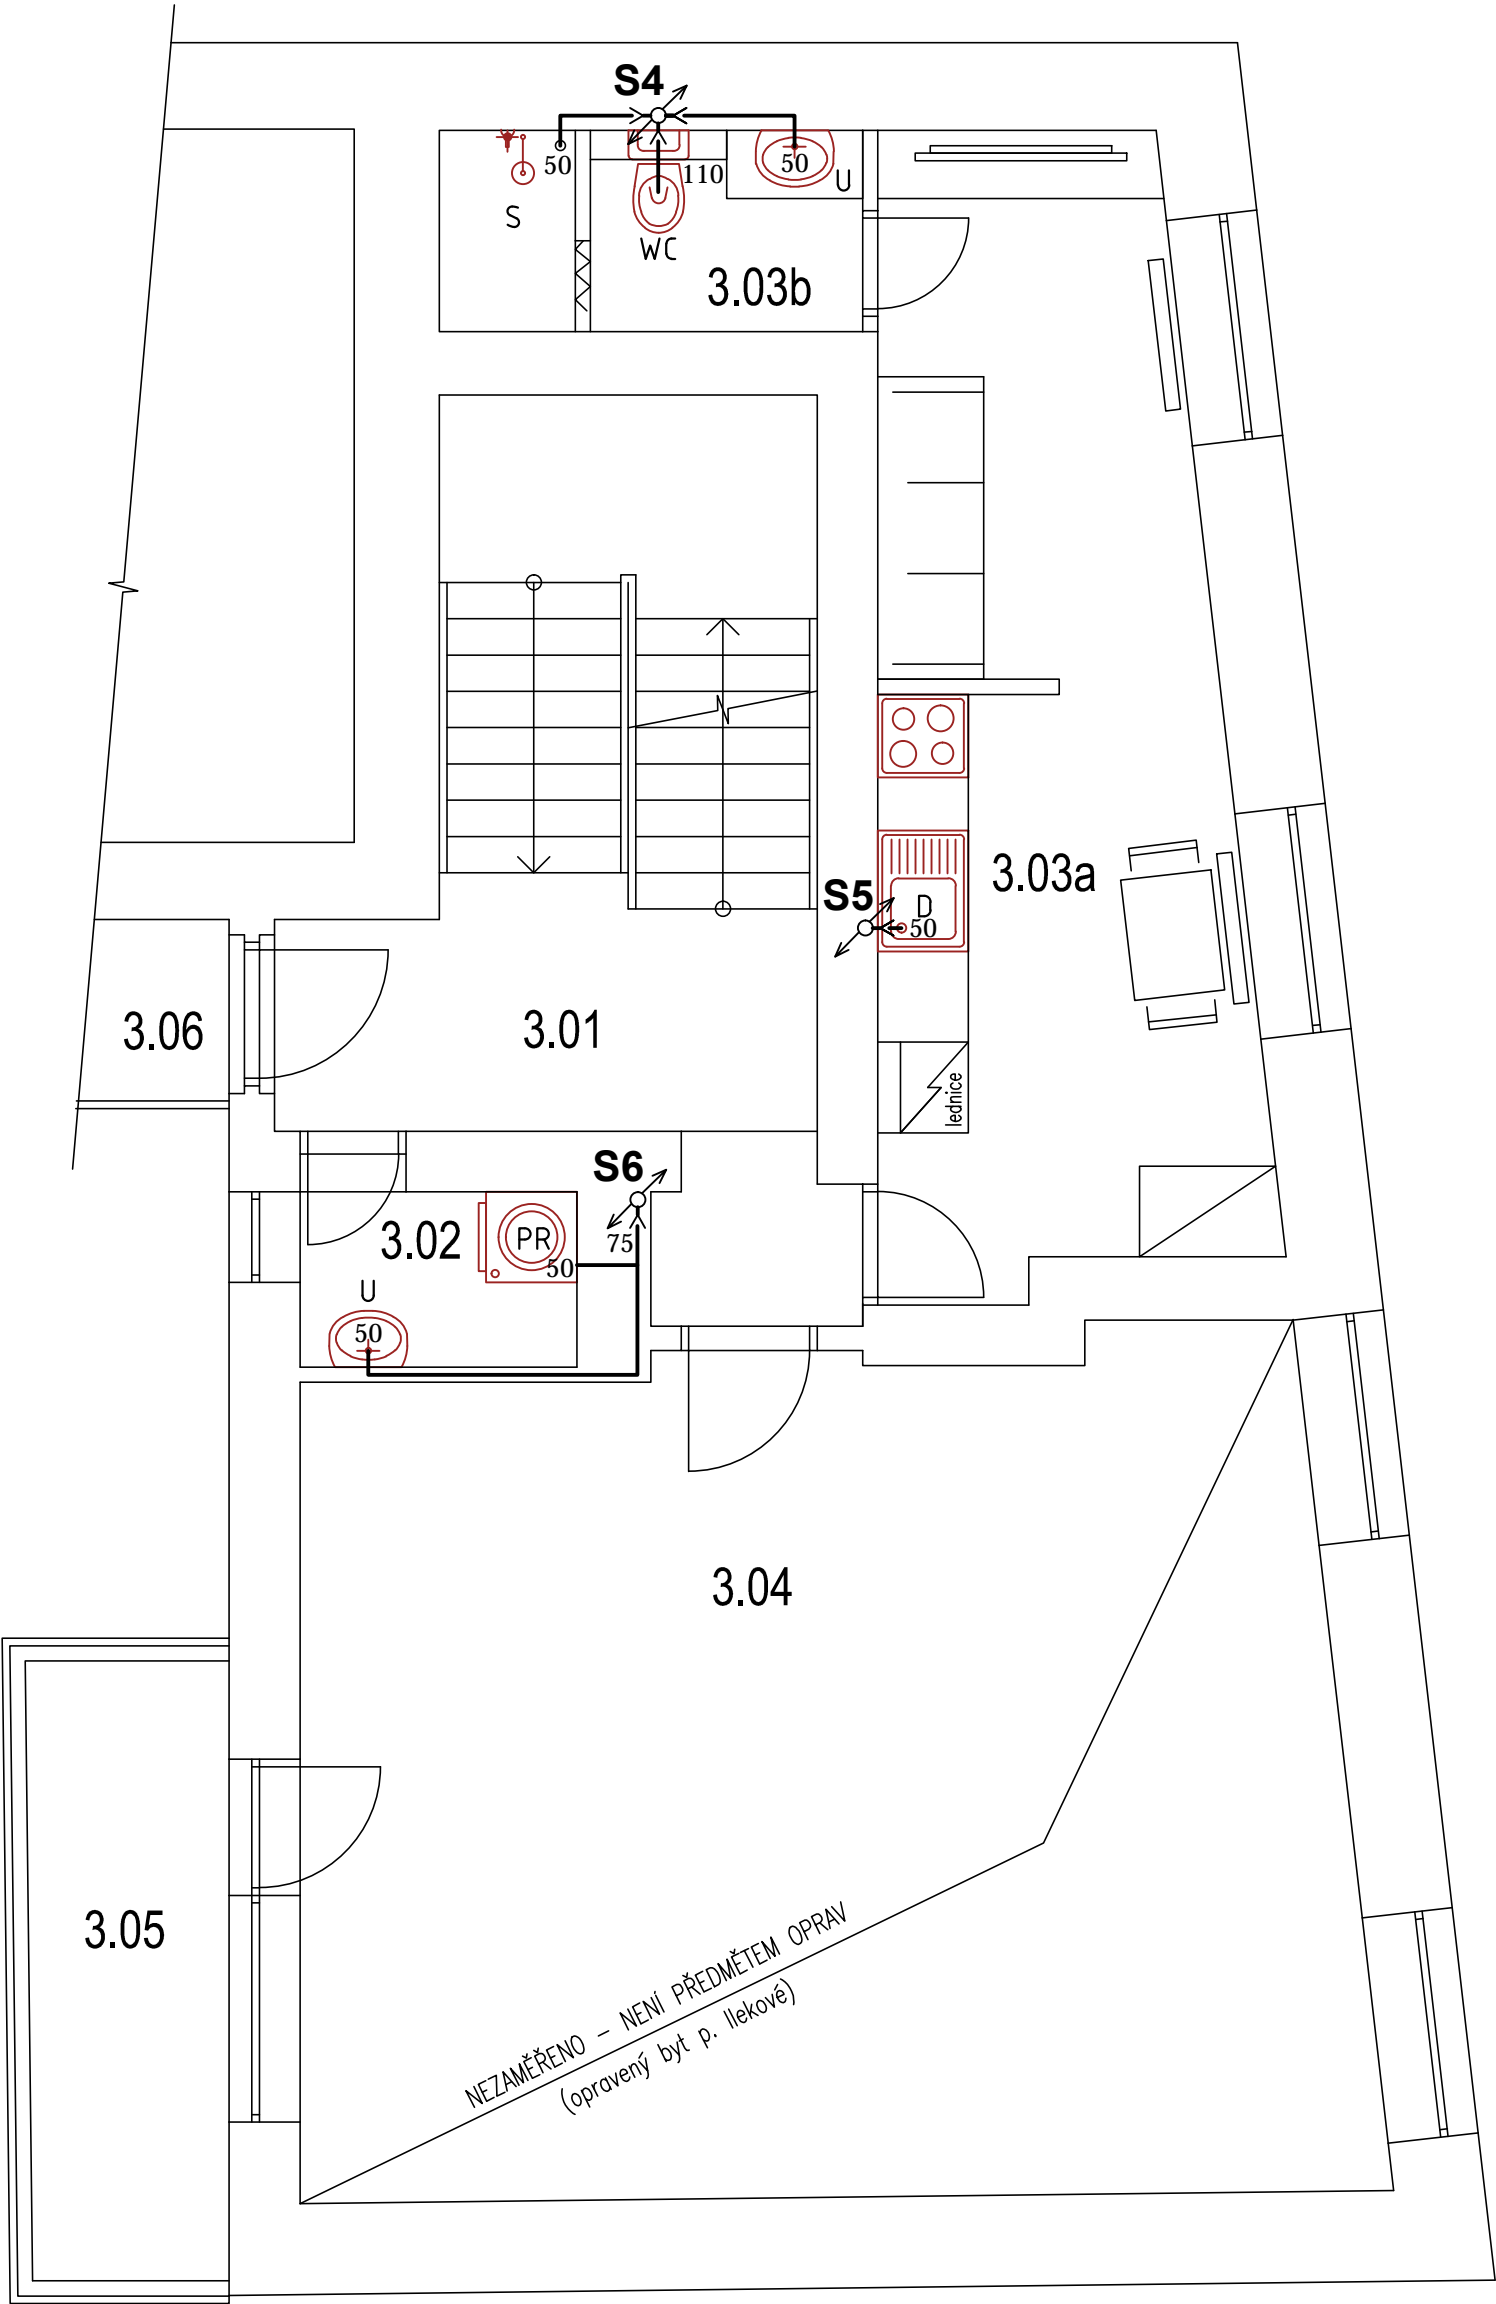 S4
50
110
50
U
S
WC
3.03b
3.03a
S5
D
50
3.06
3.01
lednice
S6
3.02
PR
75
50
U
50
3.04
3.05
NEZAMĚŘENO - NENÍ PŘEDMĚTEM OPRAV
(opravený byt p. Ilekové)